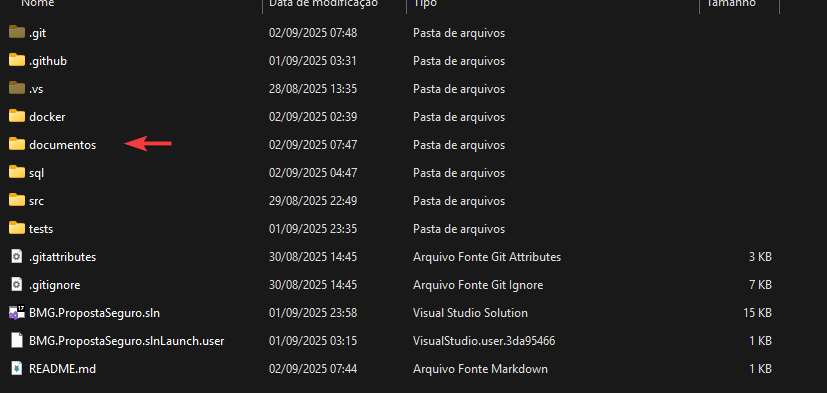 Nome Data de modificação Tipo Tamanho
.git 02/09/2025 07:48 Pasta de arquivos
.github 01/09/2025 03:31 Pasta de arquivos
.vs 28/08/2025 13:35 Pasta de arquivos
docker 02/09/2025 02:39 Pasta de arquivos
documentos 02/09/2025 07:47 Pasta de arquivos
sql 02/09/2025 04:47 Pasta de arquivos
src 29/08/2025 22:49 Pasta de arquivos
tests 01/09/2025 23:35 Pasta de arquivos
.gitattributes 30/08/2025 14:45 Arquivo Fonte Git Attributes 3 KB
.gitignore 30/08/2025 14:45 Arquivo Fonte Git Ignore 7 KB
BMG.PropostaSeguro.sln 01/09/2025 23:58 Visual Studio Solution 15 KB
BMG.PropostaSeguro.slnLaunch.user 01/09/2025 03:15 VisualStudio.user.3da95466 1 KB
README.md 02/09/2025 07:44 Arquivo Fonte Markdown 1 KB